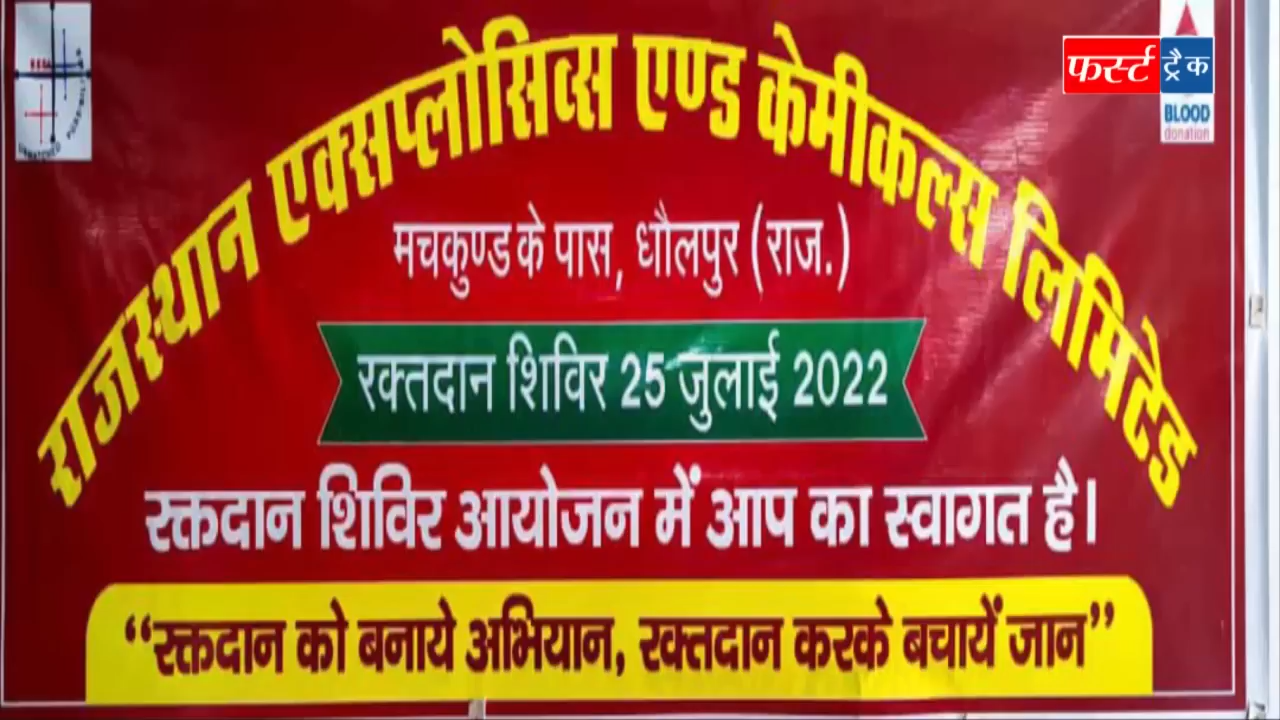 राजस्थान एक्सप्लोसिव्स एण्ड केमीकल्स लिमिटेड
फर्स्ट ट्रैक
BLOOD
donation
मचकुण्ड के पास, धौलपुर (राज.)
रक्तदान शिविर 25 जुलाई 2022
रक्तदान शिविर आयोजन में आप का स्वागत है।
“रक्तदान को बनाये अभियान, रक्तदान करके बचायें जान”